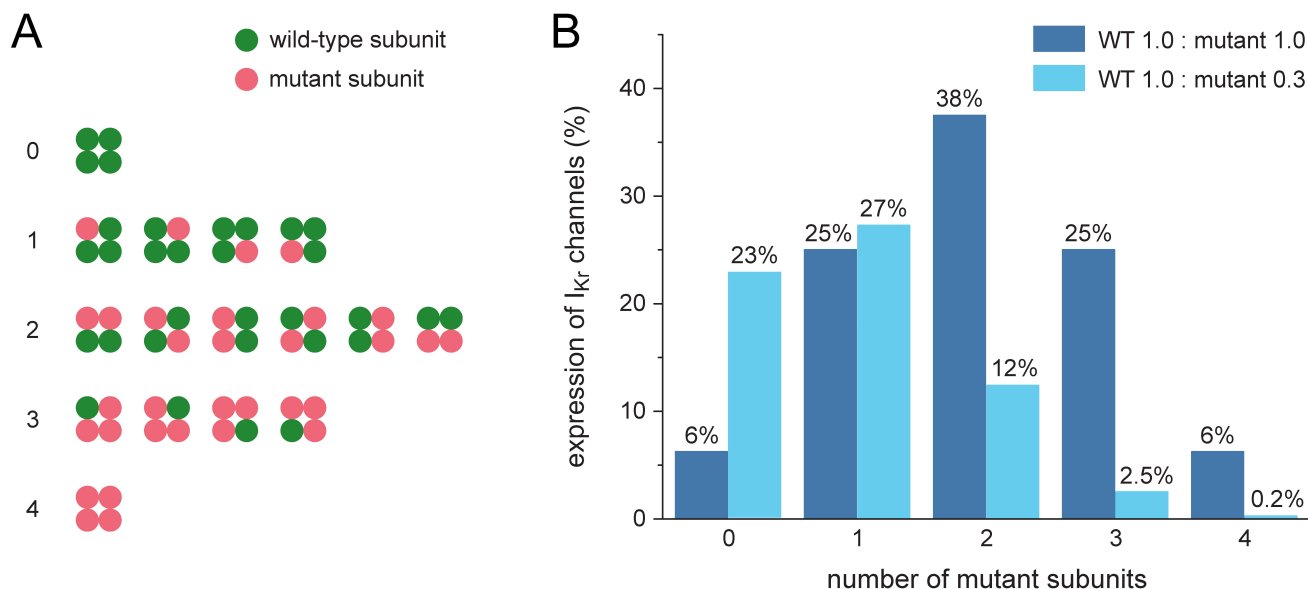 A
wild-type subunit
mutant subunit
0
1
2
3
4
B
WT 1.0 : mutant 1.0
WT 1.0 : mutant 0.3
expression of I_Kr channels (%)
40
30
20
10
0
6%
23%
25%
27%
38%
12%
25%
2.5%
6%
0.2%
0 1 2 3 4
number of mutant subunits